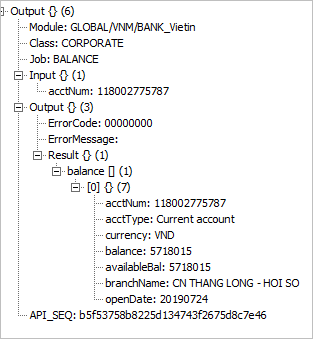 Output {} (6)
Module: GLOBAL/VNM/BANK_Vietin
Class: CORPORATE
Job: BALANCE
Input {} (1)
acctNum: 118002775787
Output {} (3)
ErrorCode: 00000000
ErrorMessage:
Result {} (1)
balance [] (1)
[0] {} (7)
acctNum: 118002775787
acctType: Current account
currency: VND
balance: 5718015
availableBal: 5718015
branchName: CN THANG LONG - HOI SO
openDate: 20190724
API_SEQ: b5f53758b8225d134743f2675d8c7e46